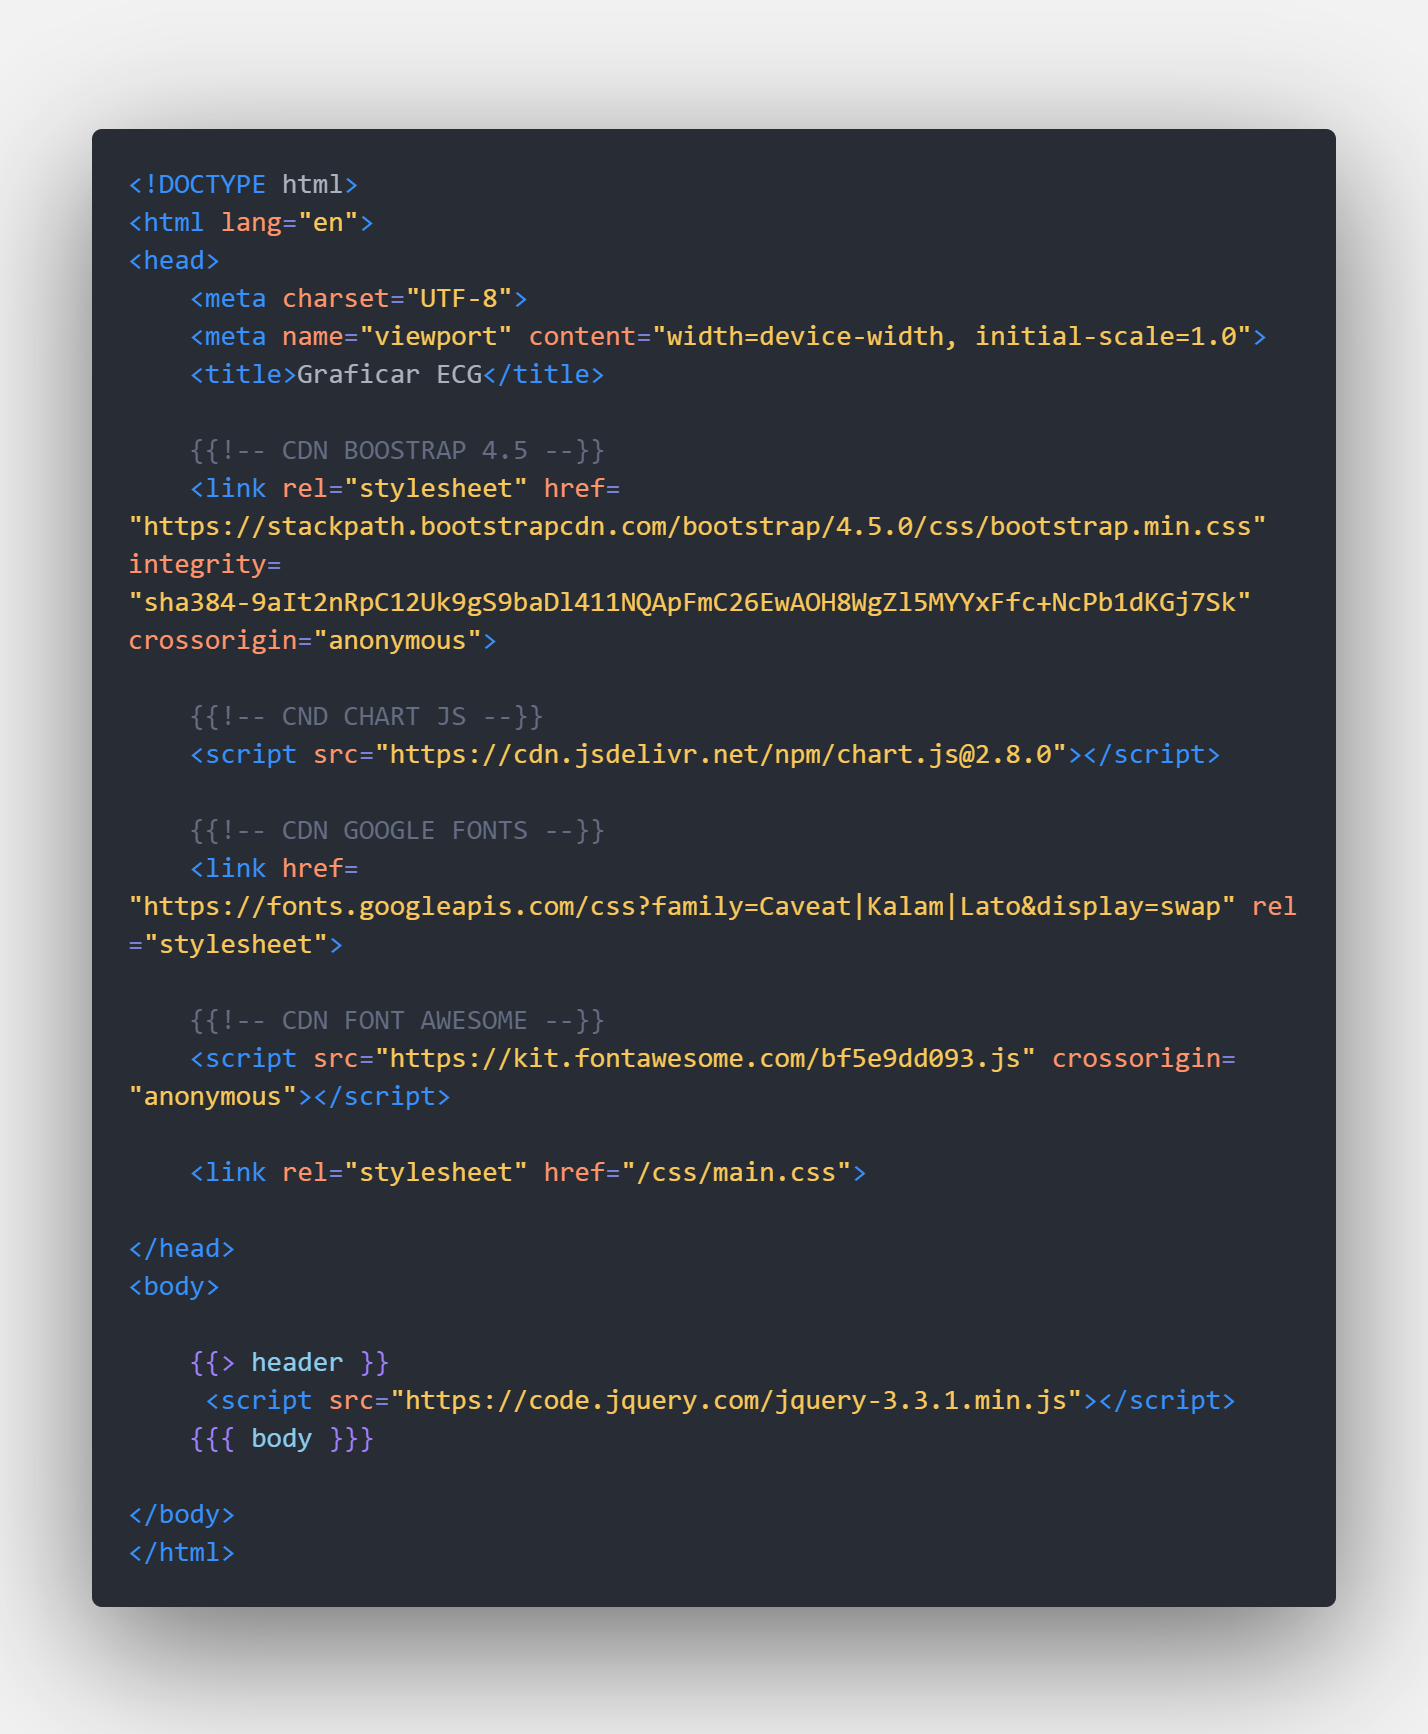 <!DOCTYPE html>
<html lang="en">
<head>
    <meta charset="UTF-8">
    <meta name="viewport" content="width=device-width, initial-scale=1.0">
    <title>Graficar ECG</title>

    {{!-- CDN BOOSTRAP 4.5 --}}
    <link rel="stylesheet" href=
"https://stackpath.bootstrapcdn.com/bootstrap/4.5.0/css/bootstrap.min.css"
integrity=
"sha384-9aIt2nRpC12Uk9gS9baDl411NQApFmC26EwAOH8WgZl5MYYxFfc+NcPb1dKGj7Sk"
crossorigin="anonymous">

    {{!-- CND CHART JS --}}
    <script src="https://cdn.jsdelivr.net/npm/chart.js@2.8.0"></script>

    {{!-- CDN GOOGLE FONTS --}}
    <link href=
"https://fonts.googleapis.com/css?family=Caveat|Kalam|Lato&display=swap" rel
="stylesheet">

    {{!-- CDN FONT AWESOME --}}
    <script src="https://kit.fontawesome.com/bf5e9dd093.js" crossorigin=
"anonymous"></script>

    <link rel="stylesheet" href="/css/main.css">

</head>
<body>

    {{> header }}
     <script src="https://code.jquery.com/jquery-3.3.1.min.js"></script>
    {{{ body }}}

</body>
</html>